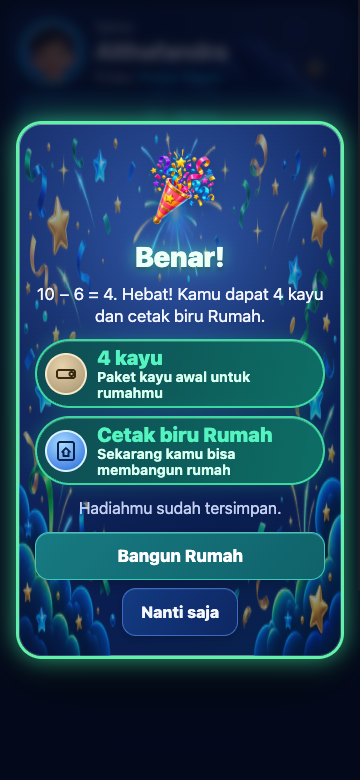 Benar!
10 – 6 = 4. Hebat! Kamu dapat 4 kayu
dan cetak biru Rumah.
4 kayu
Paket kayu awal untuk
rumahmu
Cetak biru Rumah
Sekarang kamu bisa
membangun rumah
Hadiahmu sudah tersimpan.
Bangun Rumah
Nanti saja